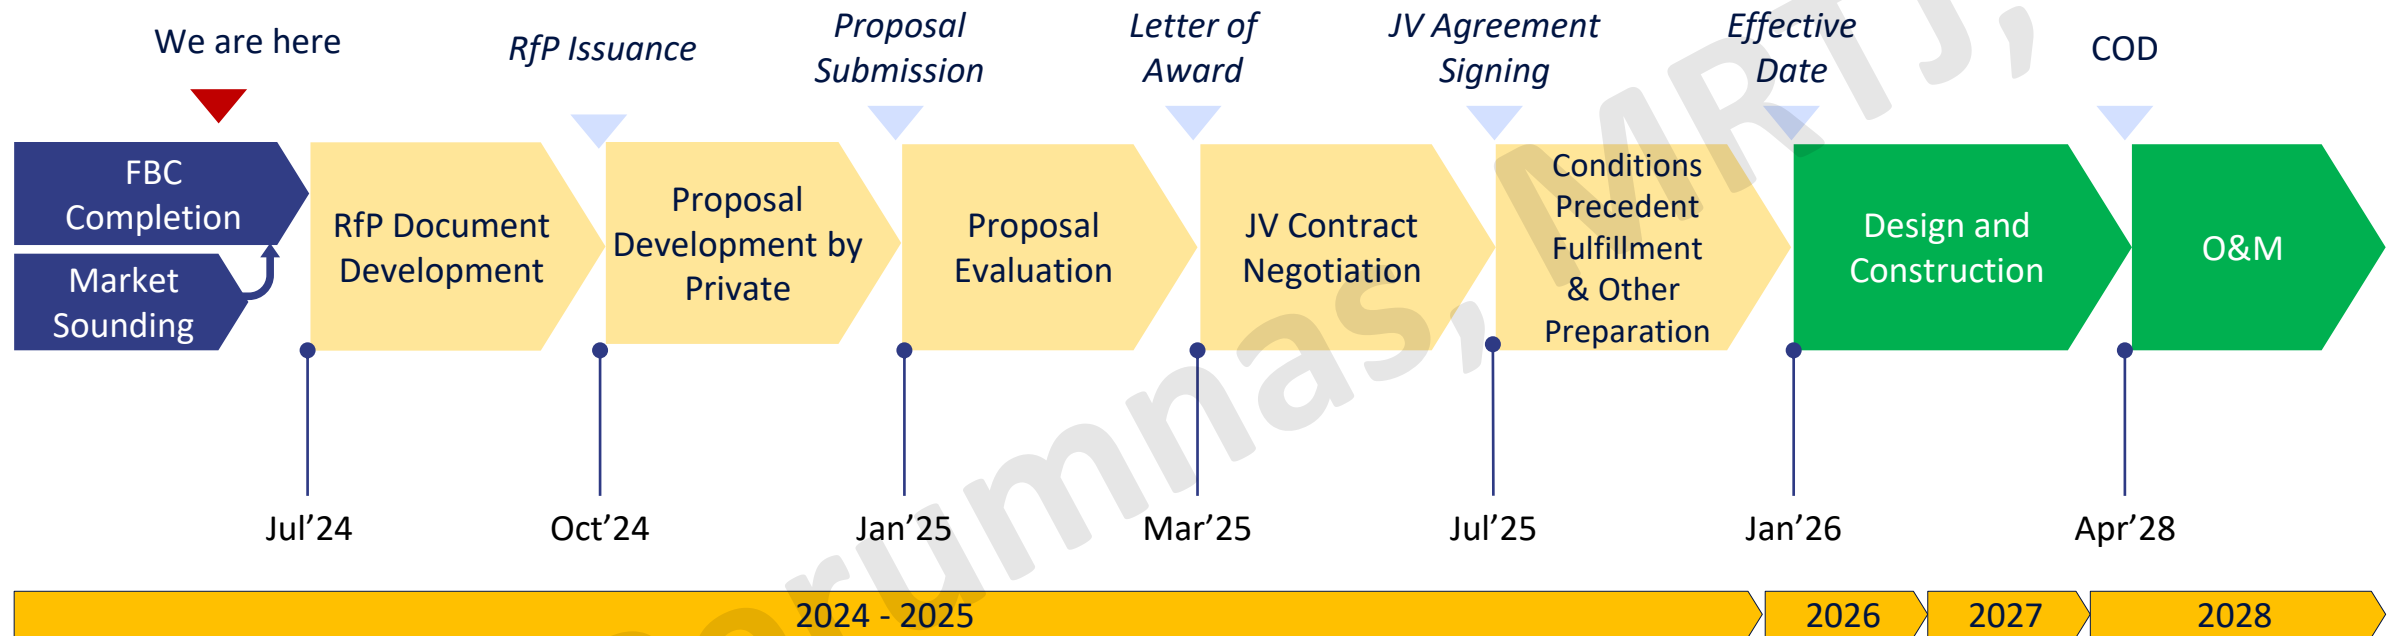 We are here
RfP Issuance
Proposal
Submission
Letter of
Award
JV Agreement
Signing
Effective
Date
COD
FBC
Completion
Market
Sounding
RfP Document
Development
Proposal
Development by
Private
Proposal
Evaluation
JV Contract
Negotiation
Conditions
Precedent
Fulfillment
& Other
Preparation
Design and
Construction
O&M
Jul’24
Oct’24
Jan’25
Mar’25
Jul’25
Jan’26
Apr’28
2024 - 2025
2026
2027
2028
MRTJ,